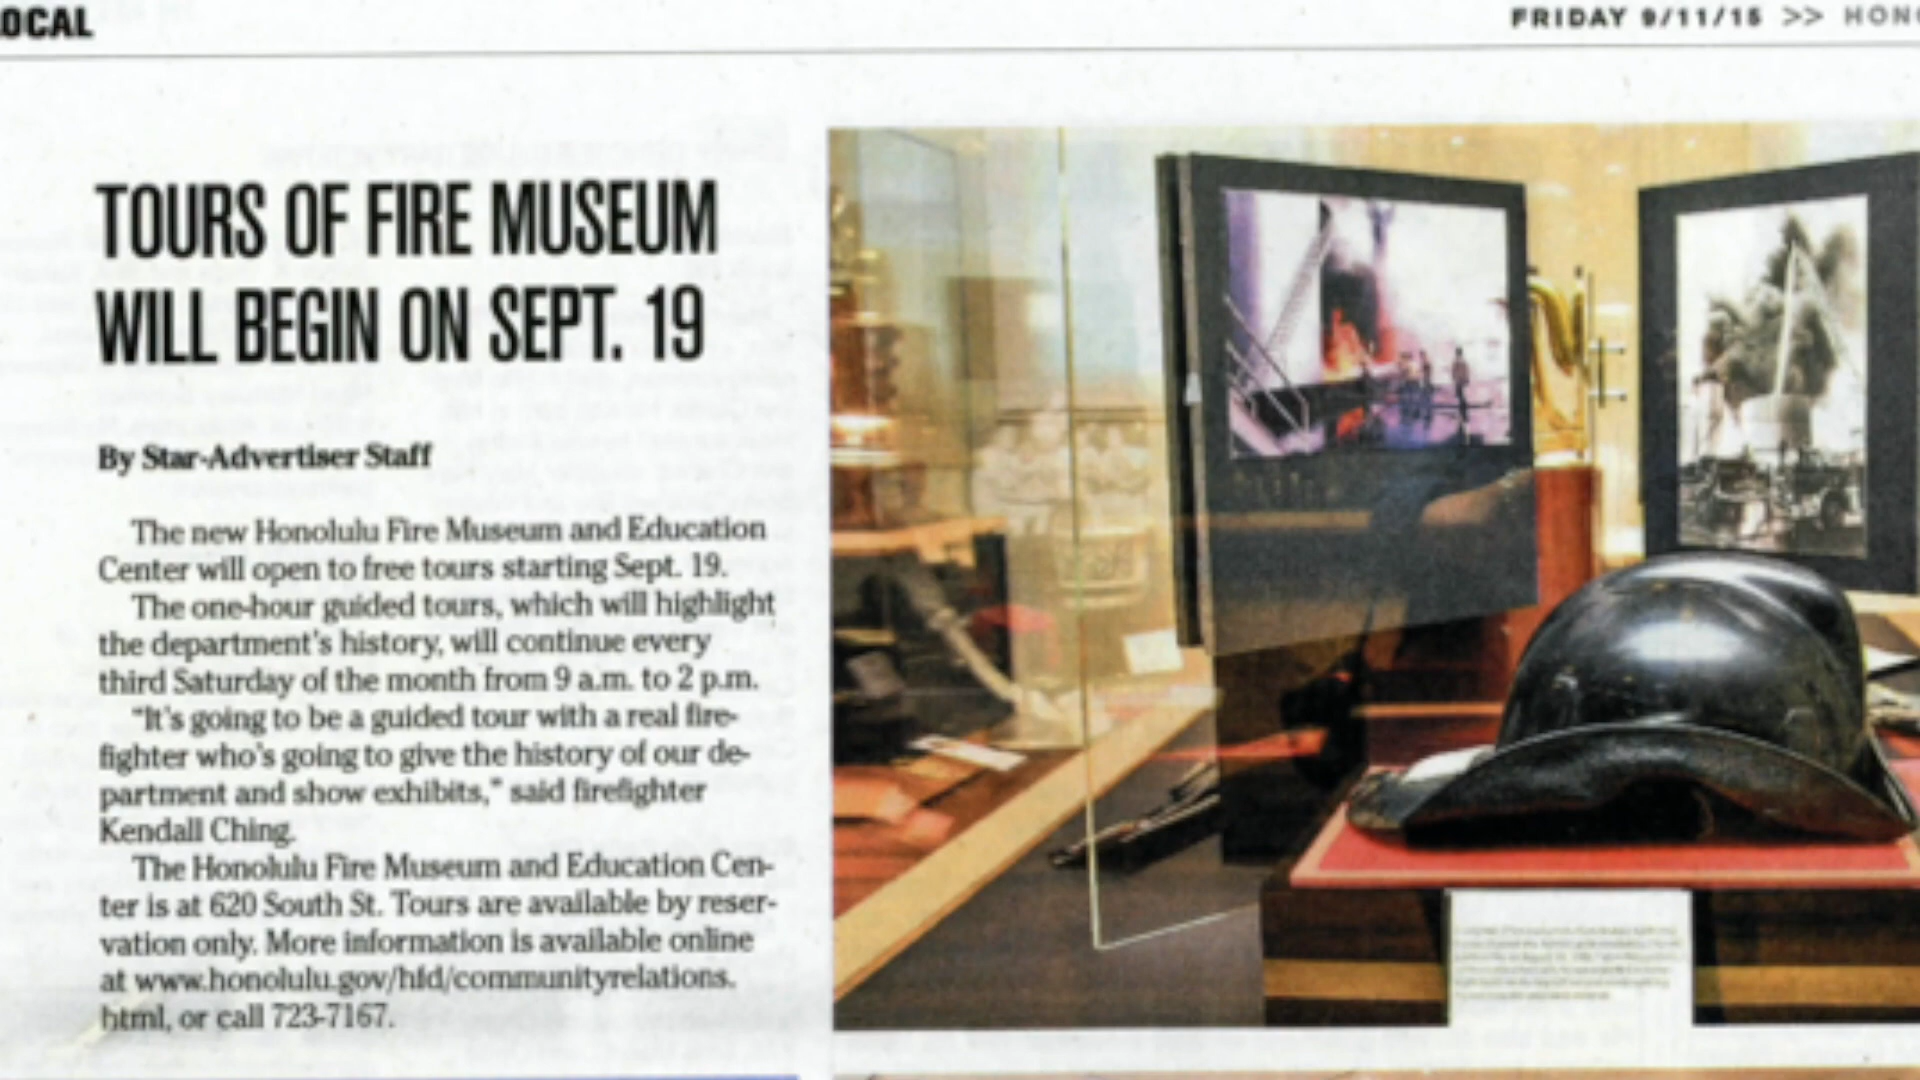 LOCAL
FRIDAY 9/11/15 >> HONO
TOURS OF FIRE MUSEUM
WILL BEGIN ON SEPT. 19
By Star-Advertiser Staff
The new Honolulu Fire Museum and Education
Center will open to free tours starting Sept. 19.
The one-hour guided tours, which will highlight
the department's history, will continue every
third Saturday of the month from 9 a.m. to 2 p.m.
"It's going to be a guided tour with a real fire-
fighter who's going to give the history of our de-
partment and show exhibits," said firefighter
Kendall Ching.
The Honolulu Fire Museum and Education Cen-
ter is at 620 South St. Tours are available by reser-
vation only. More information is available online
at www.honolulu.gov/hfd/communityrelations.
html, or call 723-7167.